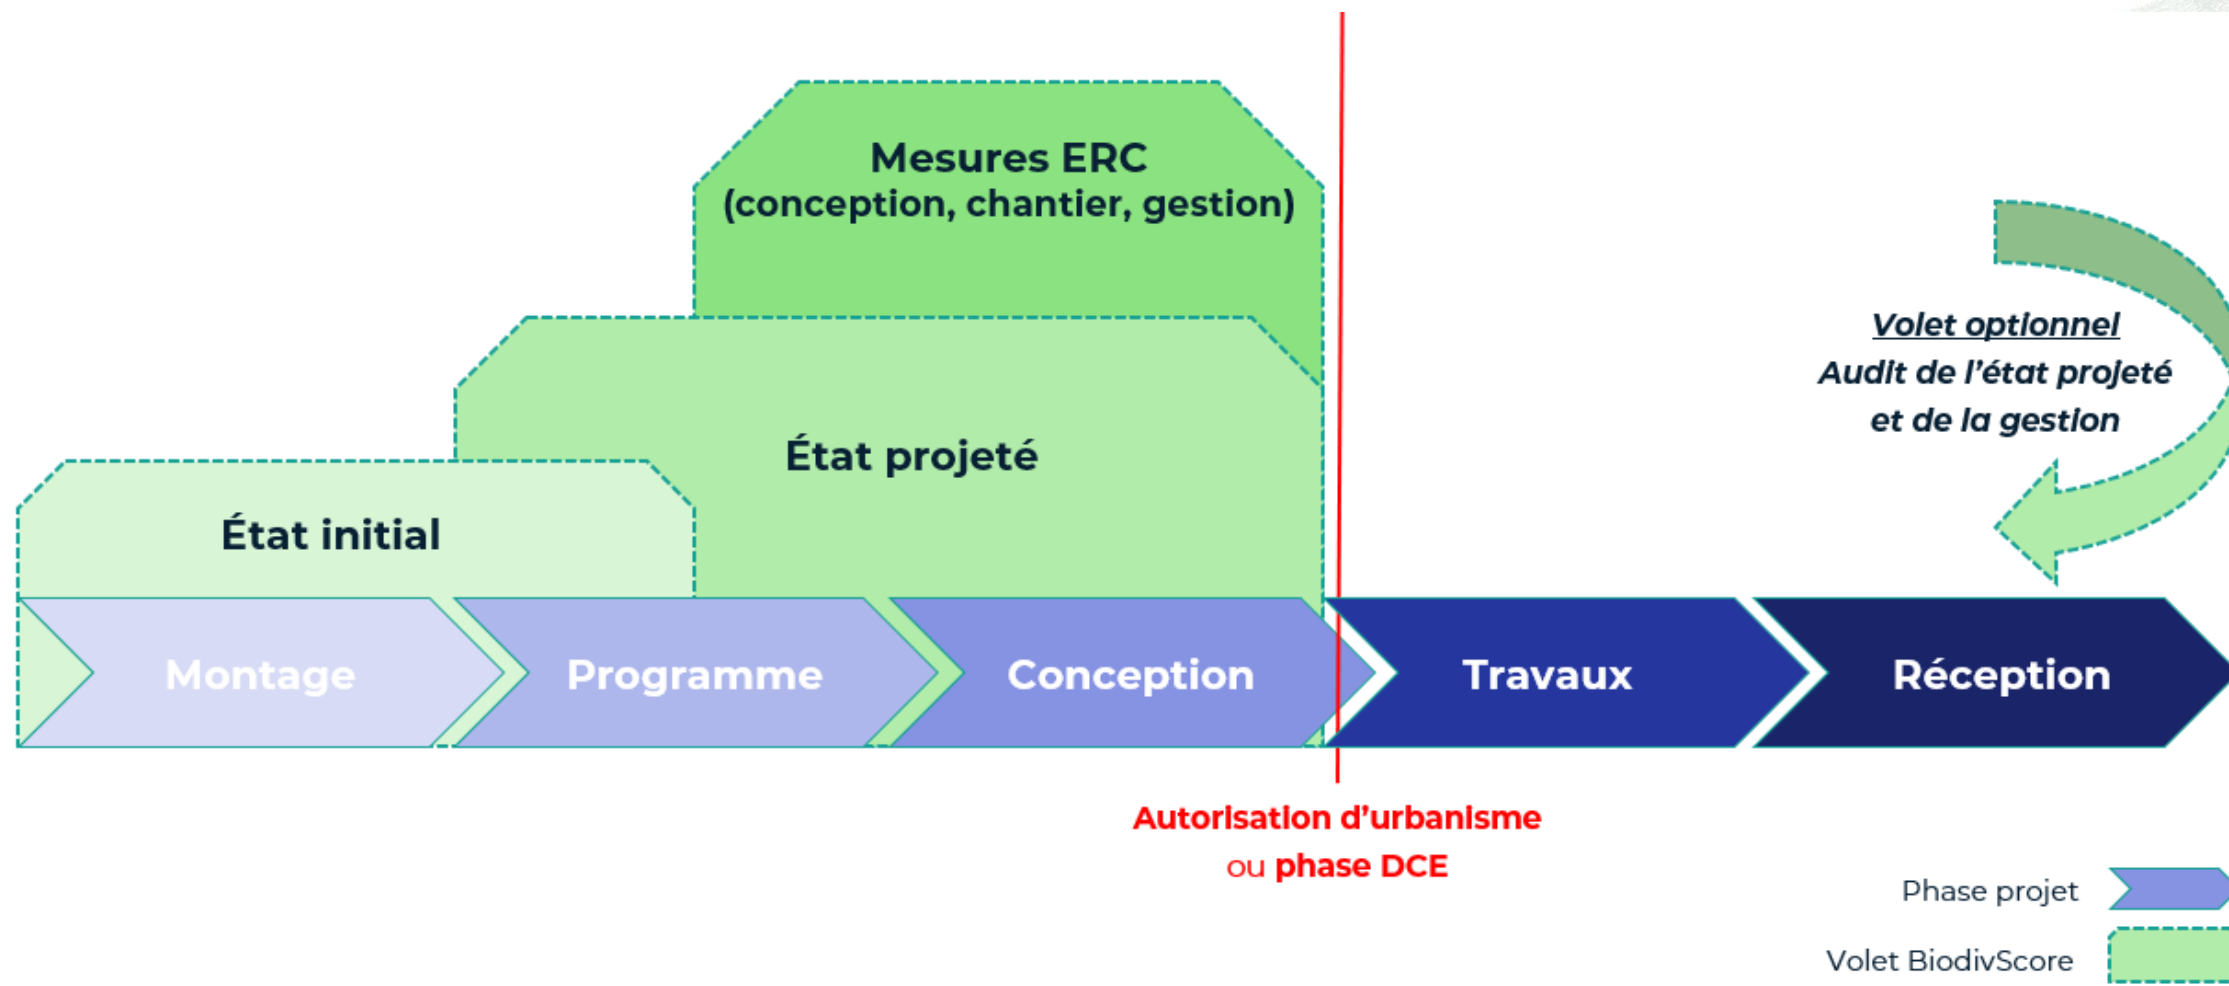 Mesures ERC
(conception, chantier, gestion)
Volet optionnel
Audit de l'état projeté
et de la gestion
État projeté
État initial
Montage
Programme
Conception
Travaux
Réception
Autorisation d'urbanisme
ou phase DCE
Phase projet
Volet BiodivScore